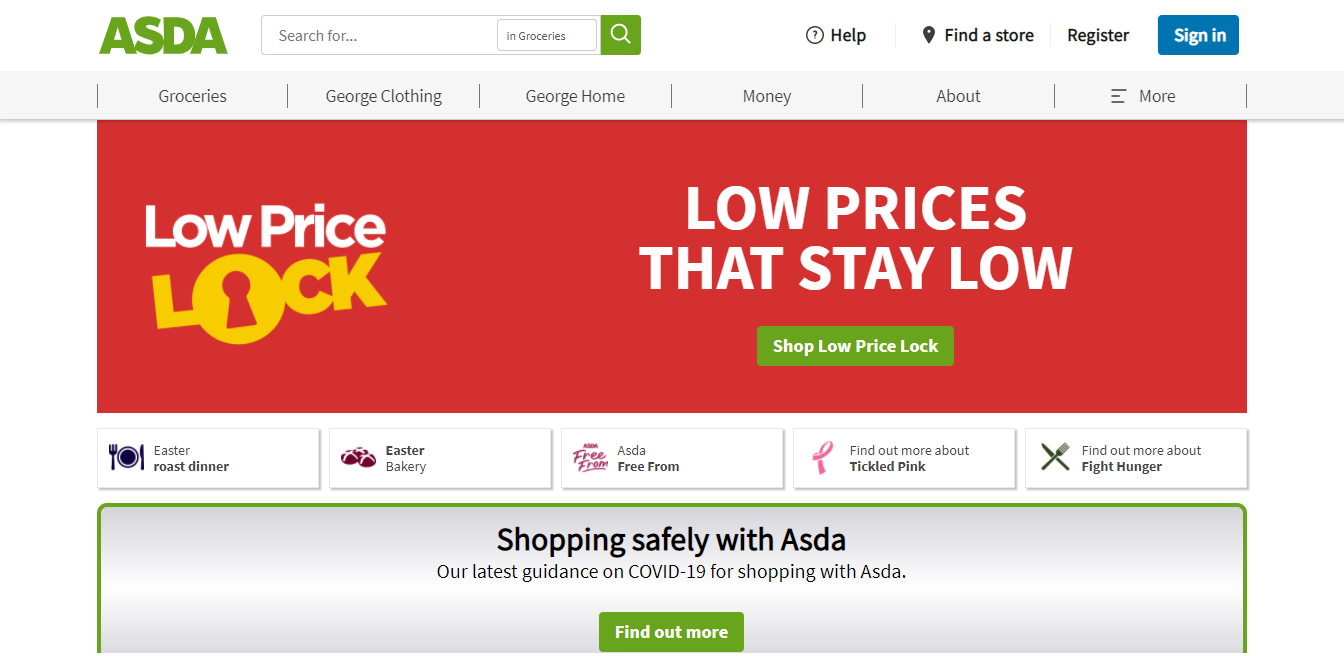 ASDA
Search for...
in Groceries
Help
Find a store
Register
Sign in
Groceries
George Clothing
George Home
Money
About
More
Low Price
LOCK
LOW PRICES
THAT STAY LOW
Shop Low Price Lock
Easter
roast dinner
Easter
Bakery
ASDA
Free
From
Asda
Free From
Find out more about
Tickled Pink
Find out more about
Fight Hunger
Shopping safely with Asda
Our latest guidance on COVID-19 for shopping with Asda.
Find out more